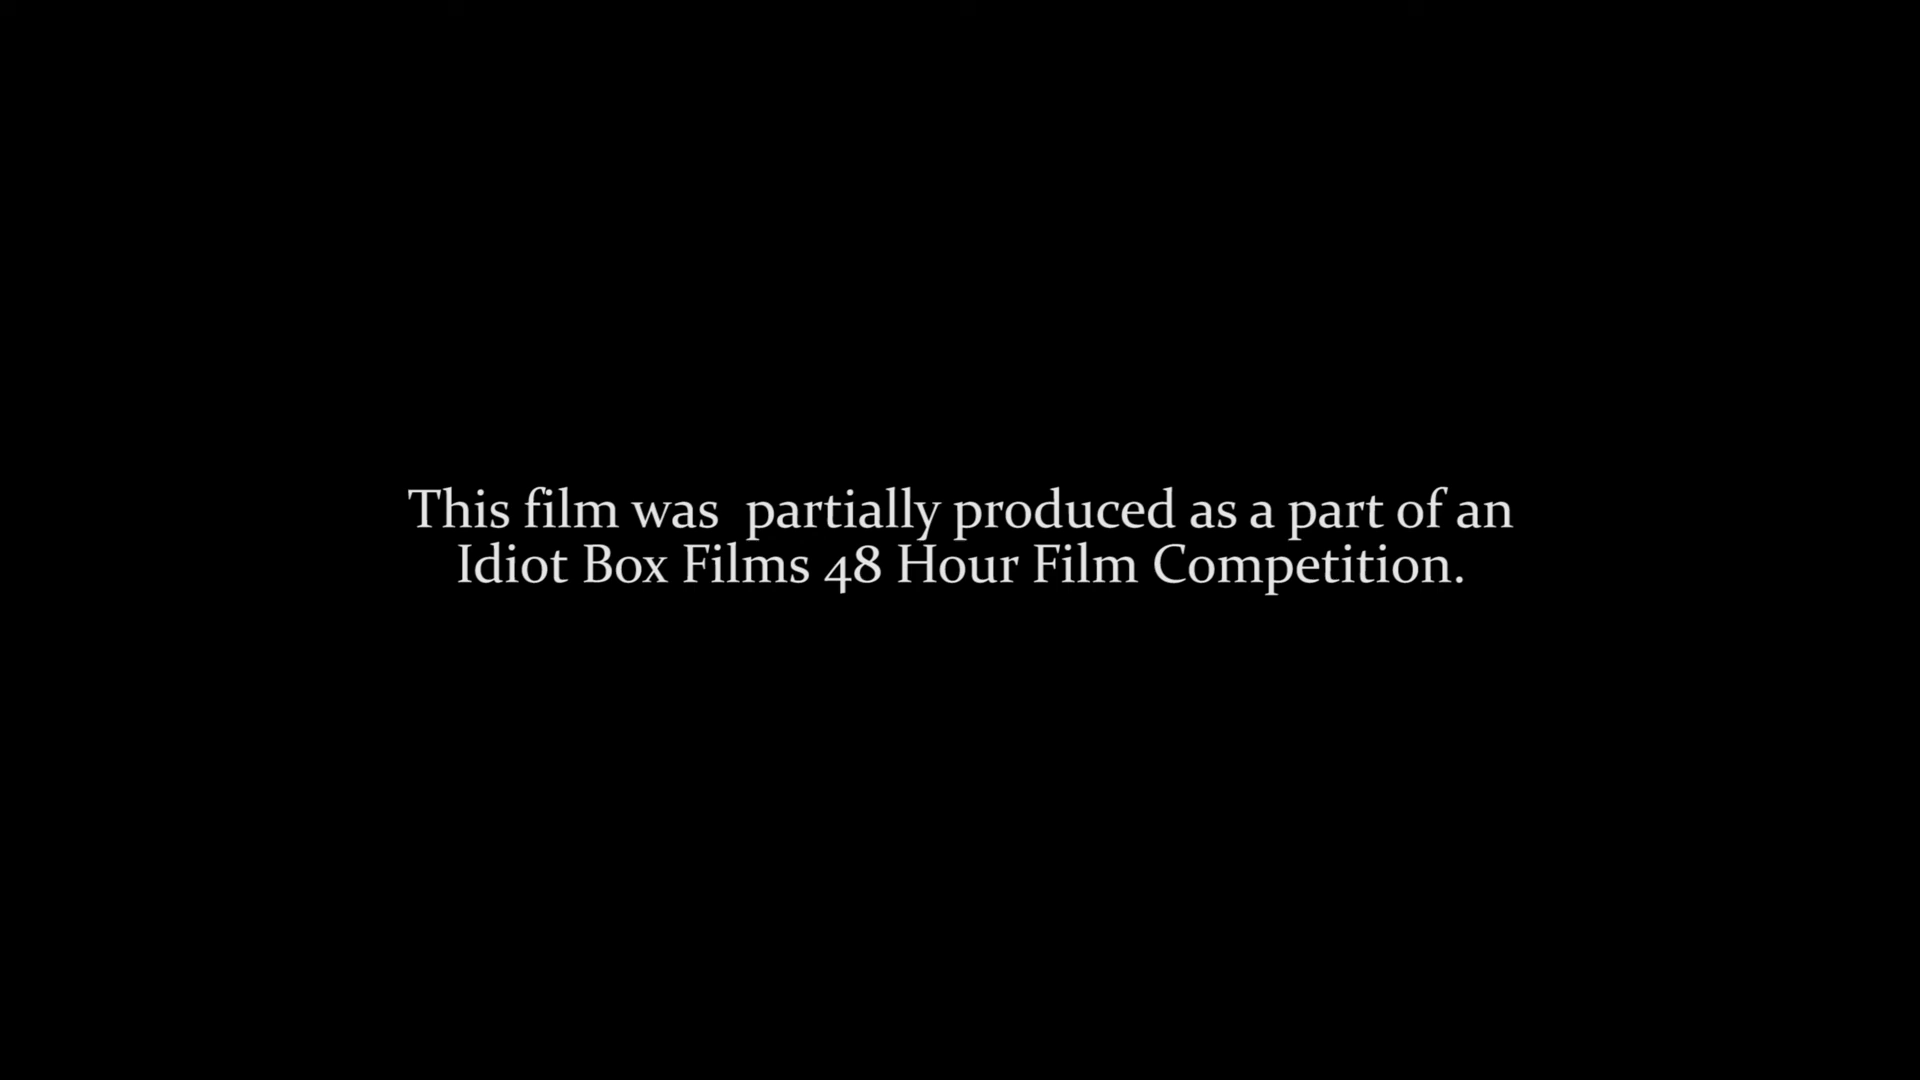 This film was  partially produced as a part of an
Idiot Box Films 48 Hour Film Competition.